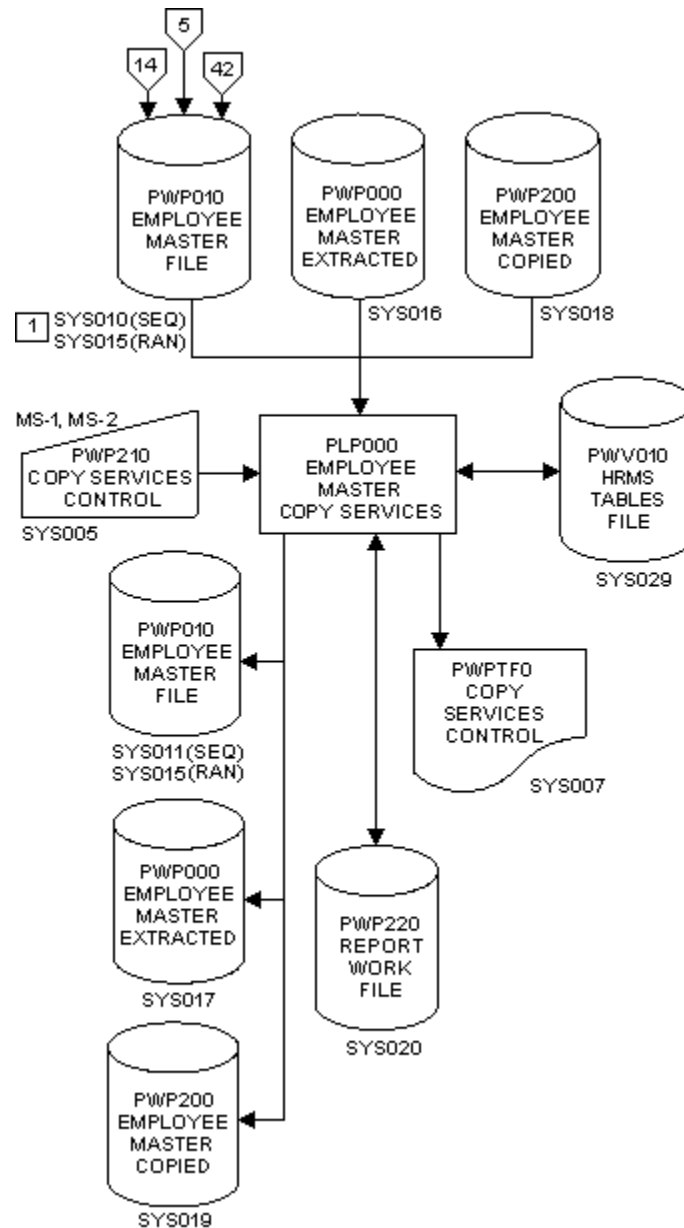 5
14
42
PWP010
EMPLOYEE
MASTER
FILE
PWP000
EMPLOYEE
MASTER
EXTRACTED
PWP200
EMPLOYEE
MASTER
COPIED
1
SYS010(SEQ)
SYS015(RAN)
SYS016
SYS018
MS-1, MS-2
PWP210
COPY SERVICES
CONTROL
SYS005
PLP000
EMPLOYEE
MASTER
COPY SERVICES
PWV010
HRMS
TABLES
FILE
SYS029
PWP010
EMPLOYEE
MASTER
FILE
SYS011(SEQ)
SYS015(RAN)
PWPTF0
COPY
SERVICES
CONTROL
SYS007
PWP000
EMPLOYEE
MASTER
EXTRACTED
SYS017
PWP220
REPORT
WORK
FILE
SYS020
PWP200
EMPLOYEE
MASTER
COPIED
SYS019